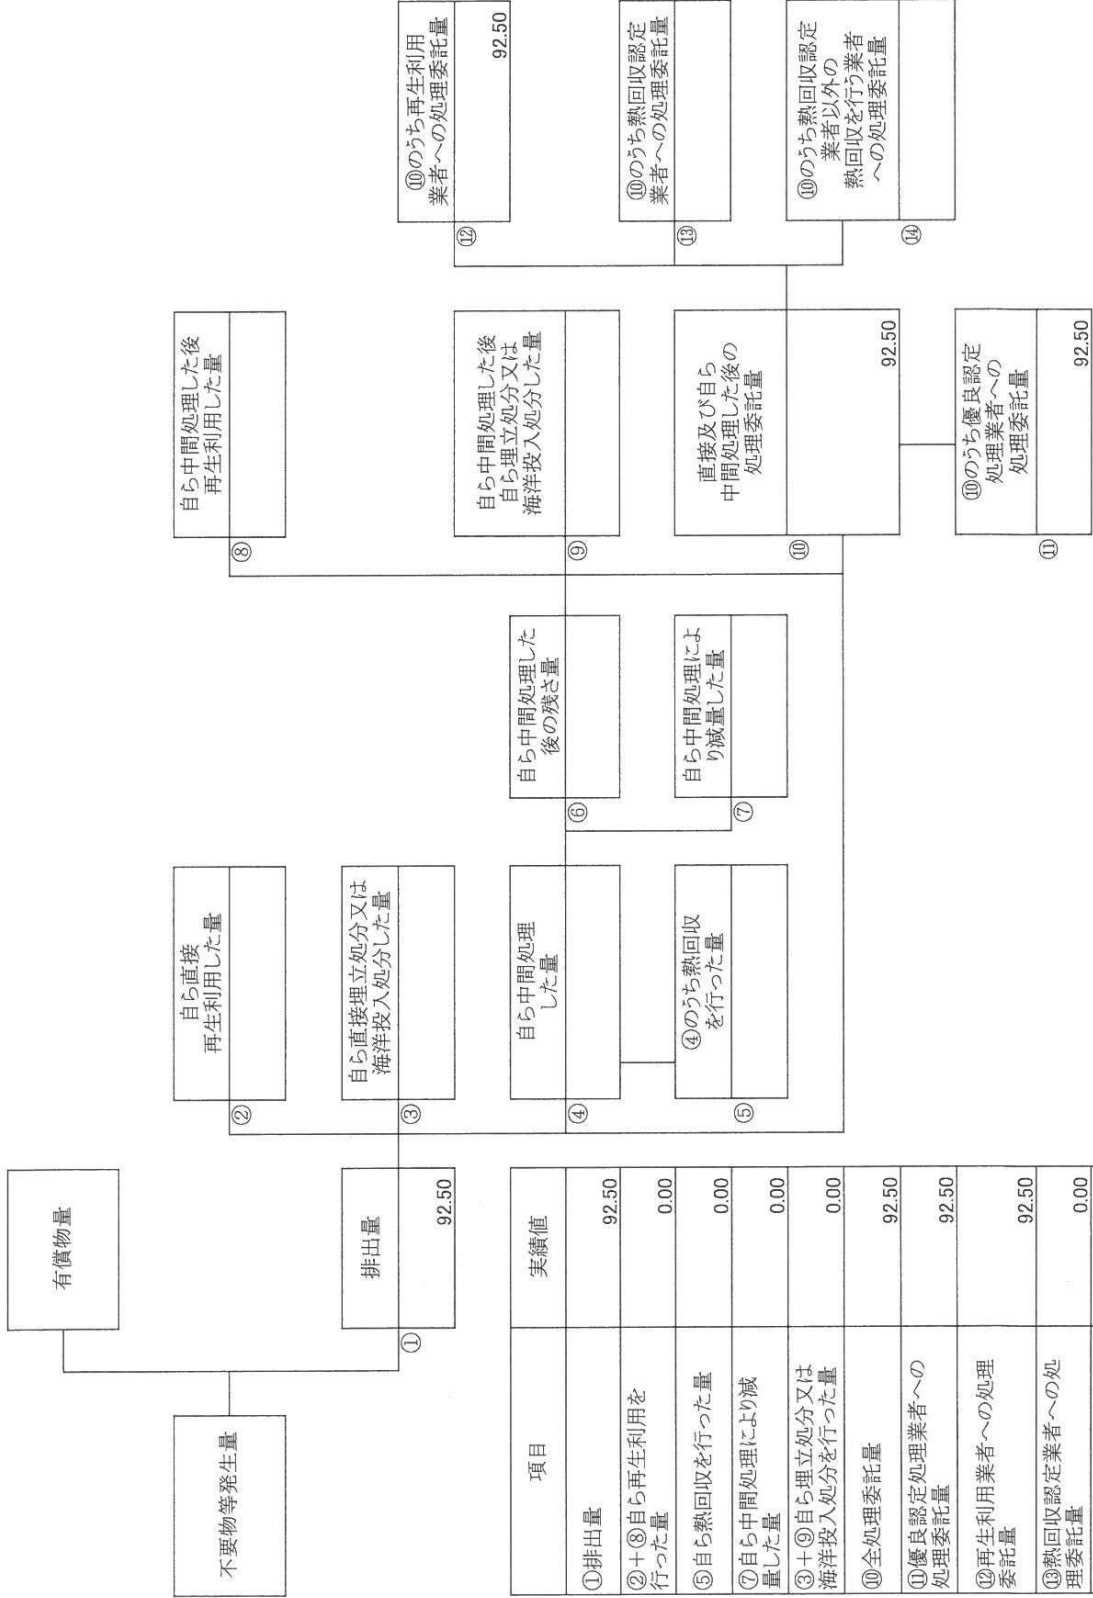 不要物等発生量
有償物量
①
排出量
92.50
②
自ら直接
再生利用した量
③
自ら直接埋立処分又は
海洋投入処分した量
④
自ら中間処理
した量
⑤
④のうち熱回収
を行った量
⑥
自ら中間処理した
後の残さ量
⑦
自ら中間処理によ
り減量した量
⑧
自ら中間処理した後
再生利用した量
⑨
自ら中間処理した後
自ら埋立処分又は
海洋投入処分した量
⑩
直接及び自ら
中間処理した後の
処理委託量
92.50
⑪
⑩のうち優良認定
処理業者への
処理委託量
92.50
⑫
⑩のうち再生利用
業者への処理委託量
92.50
⑬
⑩のうち熱回収認定
業者への処理委託量
⑭
⑩のうち熱回収認定
業者以外の
熱回収を行う業者
への処理委託量
項目 実績値
①排出量 92.50
②+⑧自ら再生利用を
行った量 0.00
⑤自ら熱回収を行った量 0.00
⑦自ら中間処理により減
量した量 0.00
③+⑨自ら埋立処分又は
海洋投入処分を行った量 0.00
⑩全処理委託量 92.50
⑪優良認定処理業者への
処理委託量 92.50
⑫再生利用業者への処理
委託量 92.50
⑬熱回収認定業者への処
理委託量 0.00